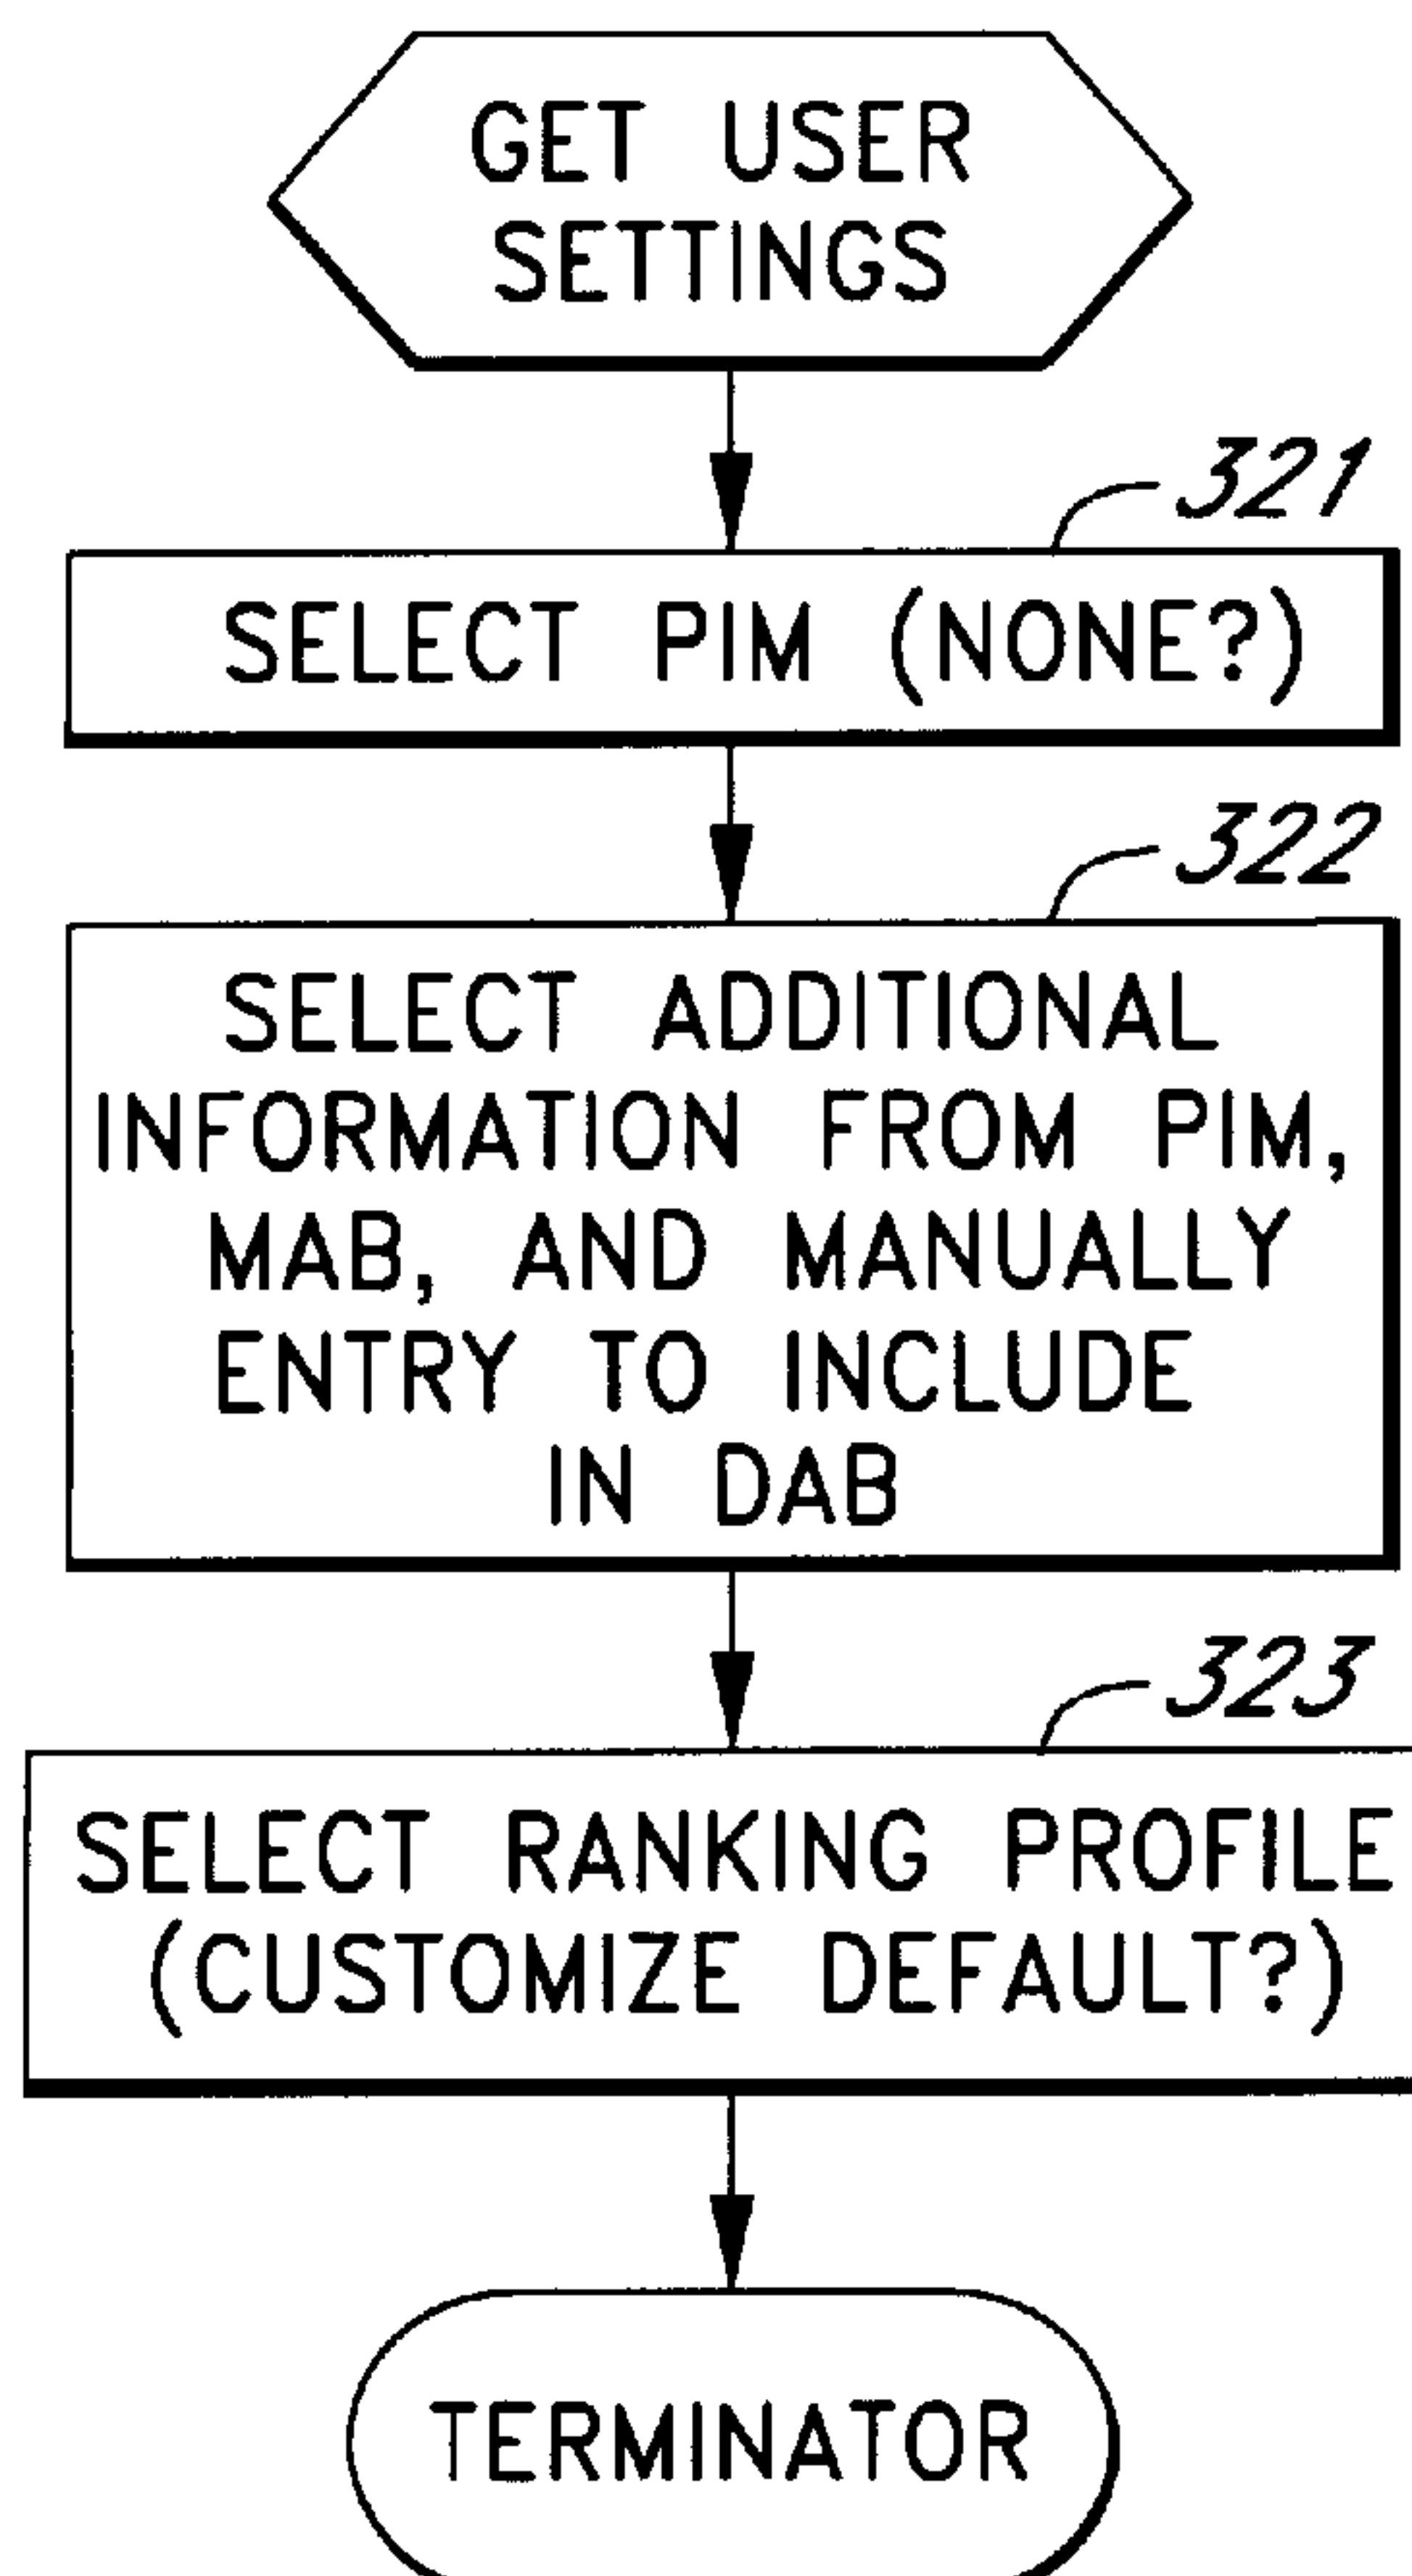 GET USER
SETTINGS
321
SELECT PIM (NONE?)
322
SELECT ADDITIONAL
INFORMATION FROM PIM,
MAB, AND MANUALLY
ENTRY TO INCLUDE
IN DAB
323
SELECT RANKING PROFILE
(CUSTOMIZE DEFAULT?)
TERMINATOR